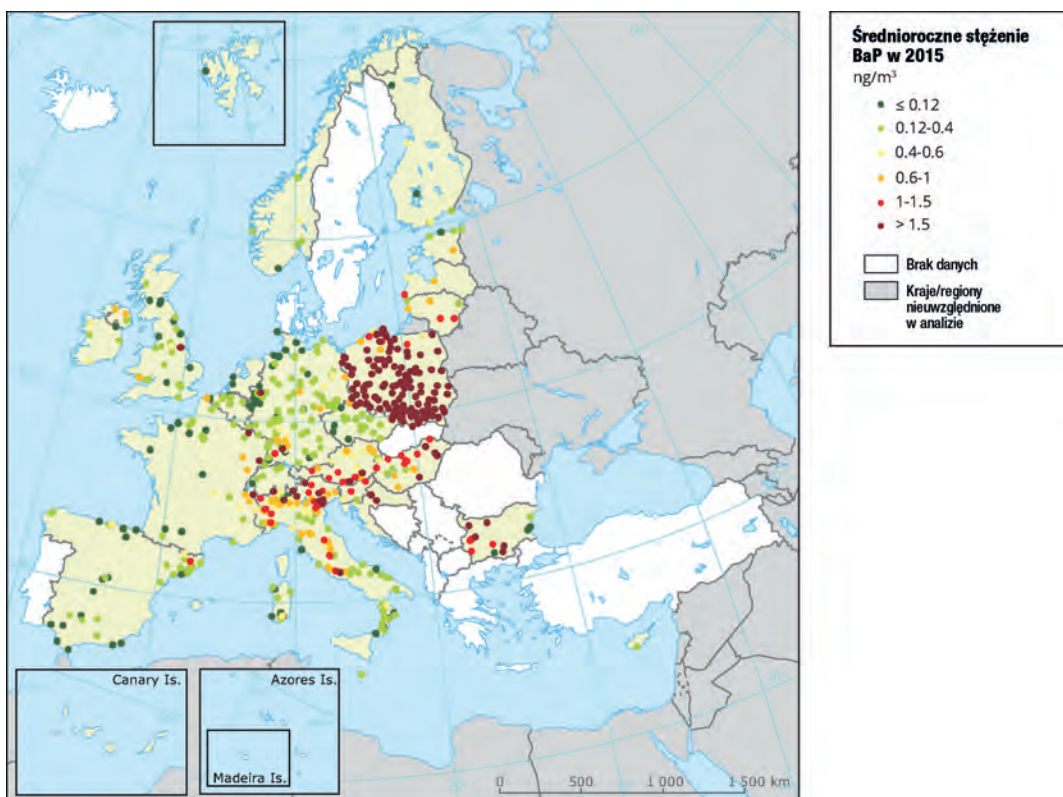 Średnioroczne stężenie
BaP w 2015
ng/m³
≤ 0.12
0.12-0.4
0.4-0.6
0.6-1
1-1.5
> 1.5
Brak danych
Kraje/regiony
nieuwzględnione
w analizie
Canary Is.
Azores Is.
Madeira Is.
0 500 1 000 1 500 km